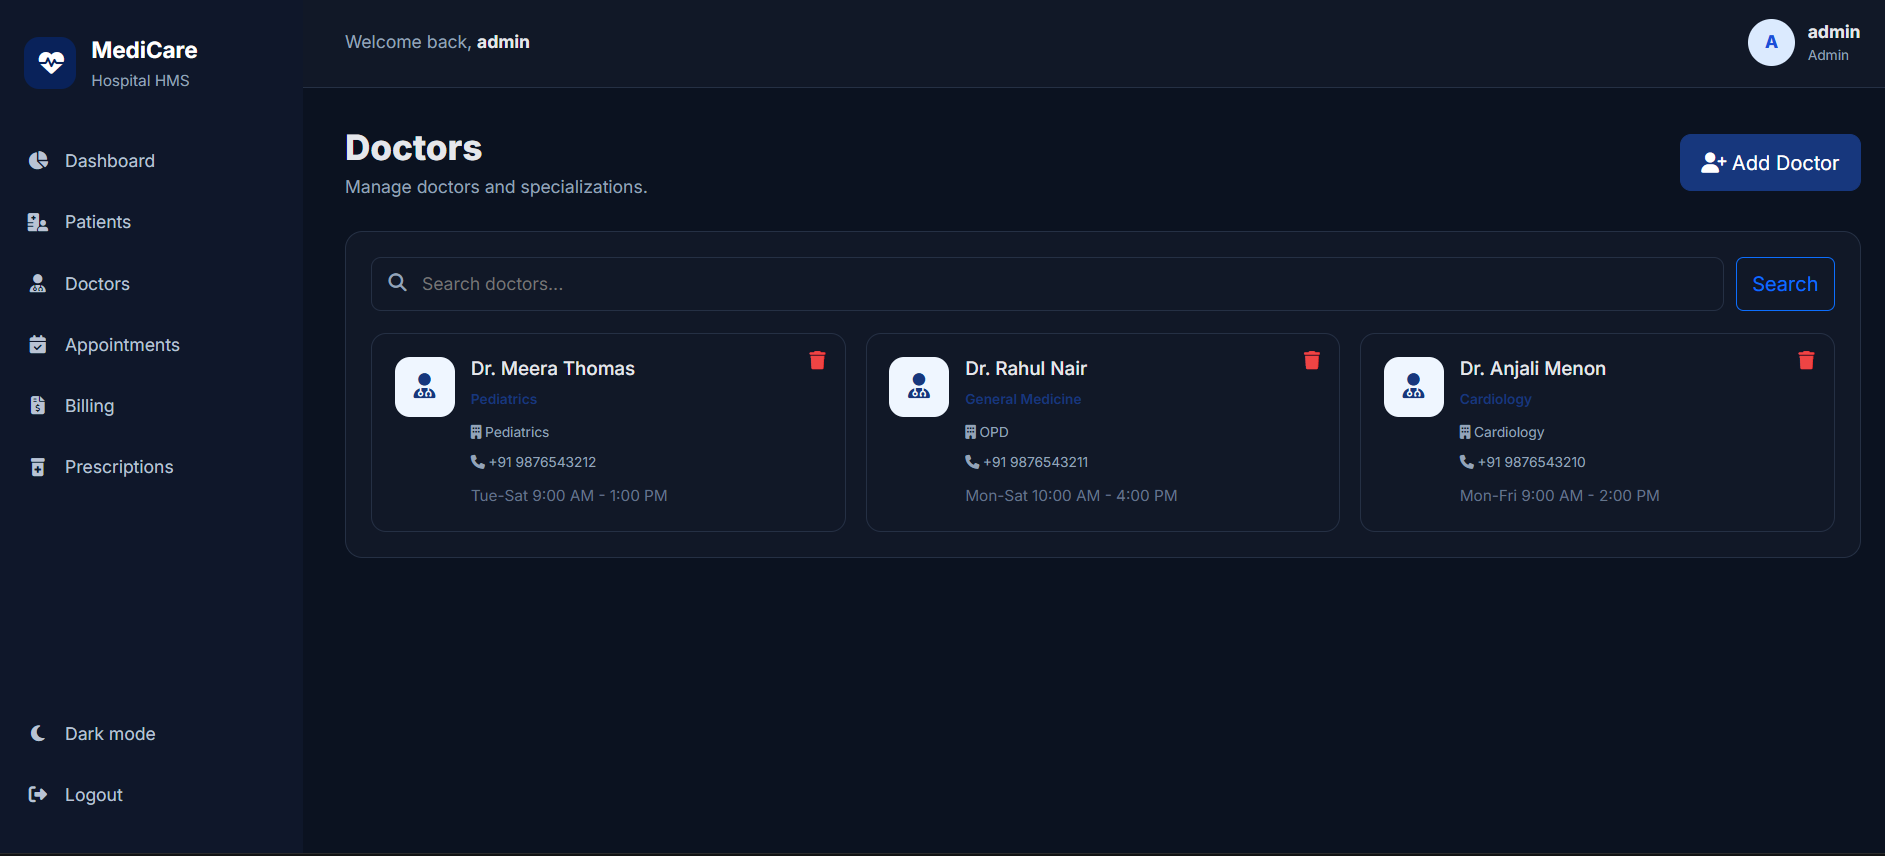 MediCare
Hospital HMS
Dashboard
Patients
Doctors
Appointments
Billing
Prescriptions
Dark mode
Logout
Welcome back, admin
A
admin
Admin
Doctors
Manage doctors and specializations.
Add Doctor
Search doctors...
Search
Dr. Meera Thomas
Pediatrics
Pediatrics
+91 9876543212
Tue-Sat 9:00 AM - 1:00 PM
Dr. Rahul Nair
General Medicine
OPD
+91 9876543211
Mon-Sat 10:00 AM - 4:00 PM
Dr. Anjali Menon
Cardiology
Cardiology
+91 9876543210
Mon-Fri 9:00 AM - 2:00 PM